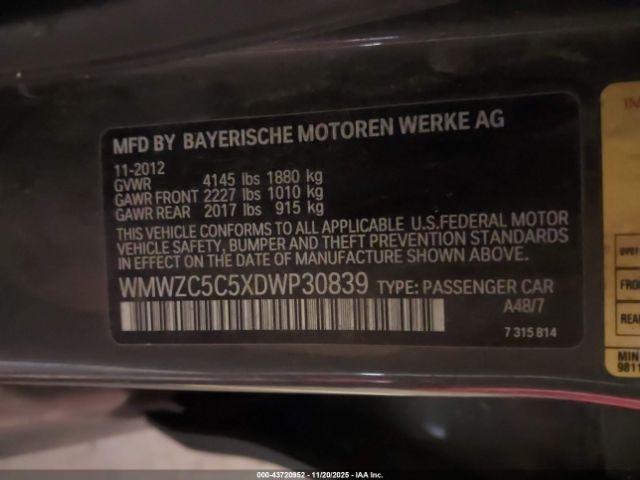 MFD BY BAYERISCHE MOTOREN WERKE AG
11-2012
GVWR 4145 lbs 1880 kg
GAWR FRONT 2227 lbs 1010 kg
GAWR REAR 2017 lbs 915 kg
THIS VEHICLE CONFORMS TO ALL APPLICABLE U.S.FEDERAL MOTOR
VEHICLE SAFETY, BUMPER AND THEFT PREVENTION STANDARDS
IN EFFECT ON THE DATE OF MANUFACTURE SHOWN ABOVE.
WMWZC5C5XDWP30839 TYPE: PASSENGER CAR
A48/7
7 315 814
MIN
9811
000-43720952 - 11/20/2025 - IAA Inc.